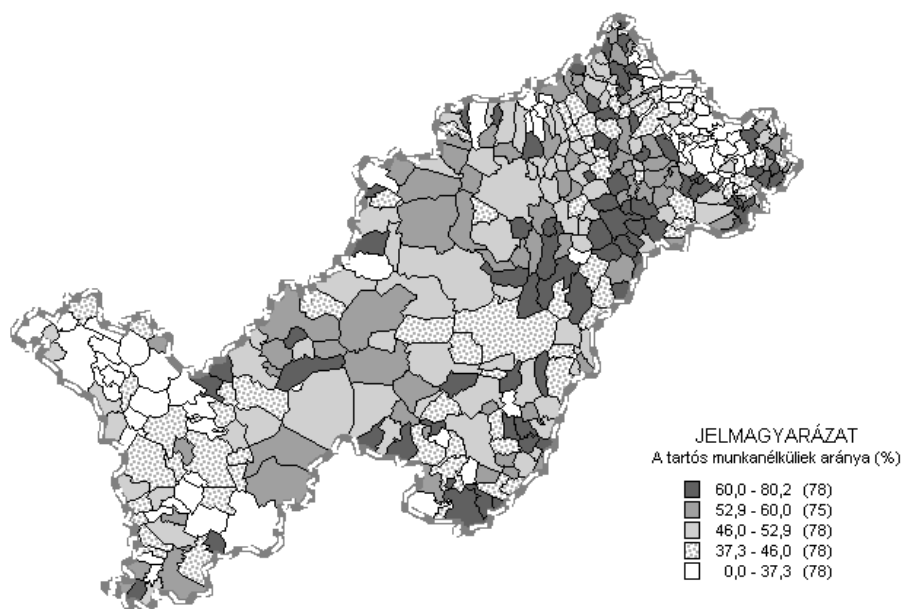 JELMAGYARÁZAT
A tartós munkanélküliek aránya (%)
60,0 - 80,2 (78)
52,9 - 60,0 (75)
46,0 - 52,9 (78)
37,3 - 46,0 (78)
0,0 - 37,3 (78)